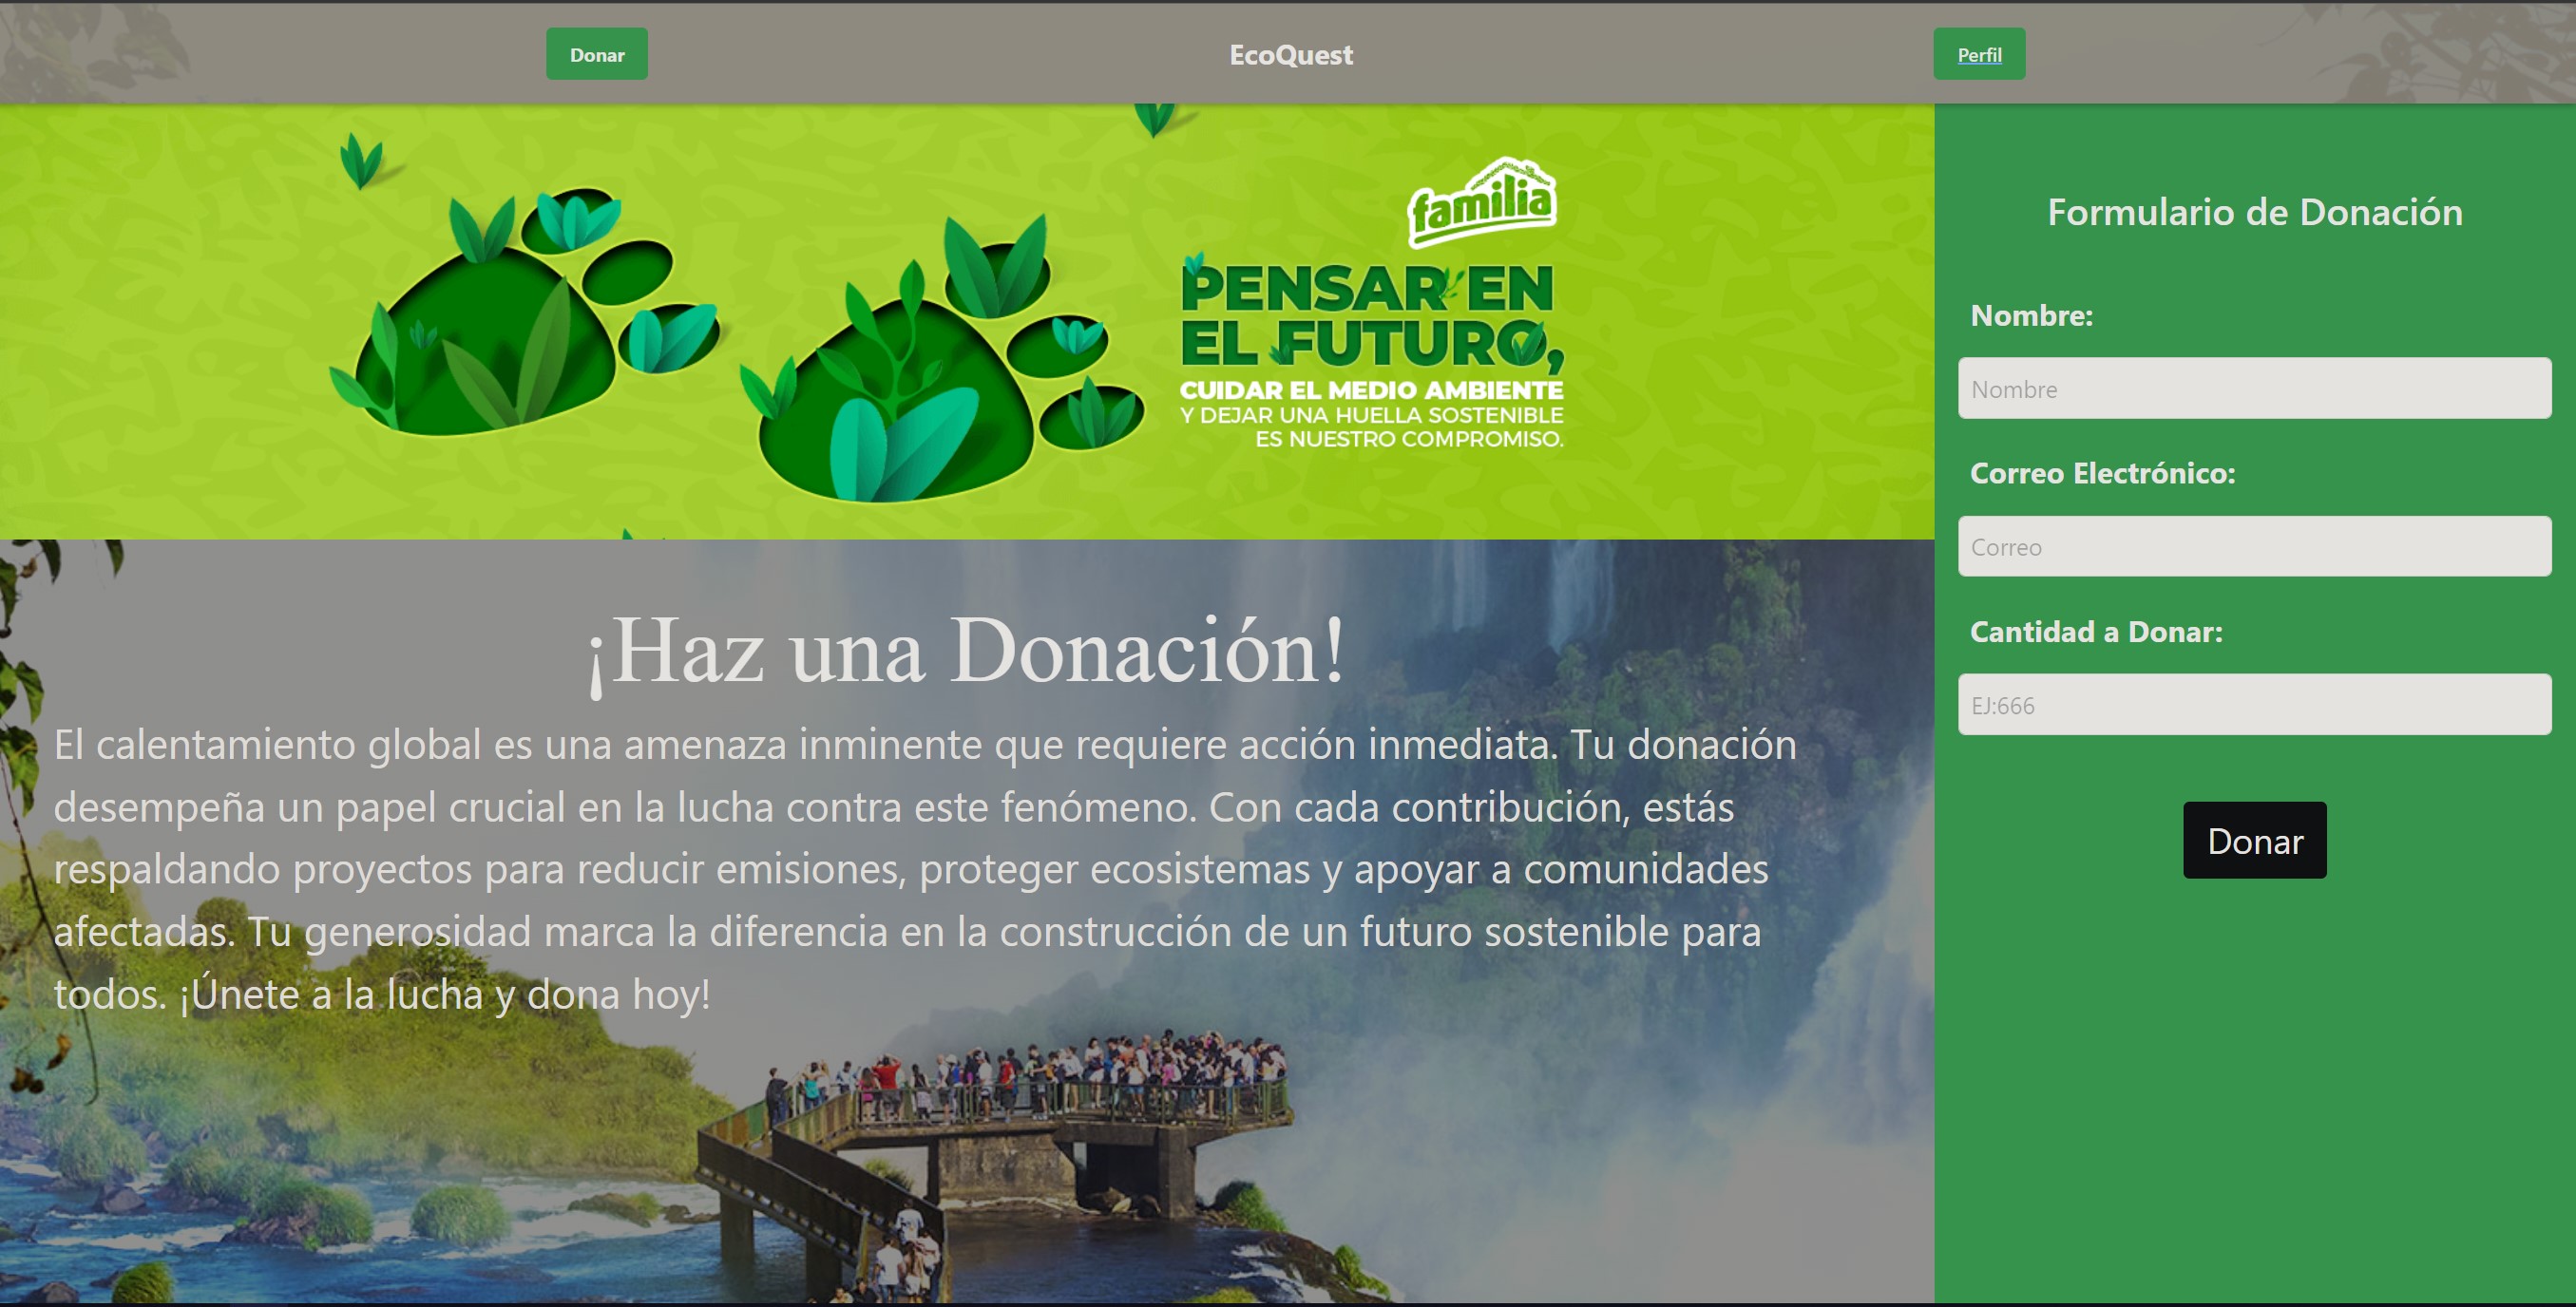 Donar
EcoQuest
Perfil
familia
PENSAR EN
EL FUTURO,
CUIDAR EL MEDIO AMBIENTE
Y DEJAR UNA HUELLA SOSTENIBLE
ES NUESTRO COMPROMISO.
¡Haz una Donación!
El calentamiento global es una amenaza inminente que requiere acción inmediata. Tu donación
desempeña un papel crucial en la lucha contra este fenómeno. Con cada contribución, estás
respaldando proyectos para reducir emisiones, proteger ecosistemas y apoyar a comunidades
afectadas. Tu generosidad marca la diferencia en la construcción de un futuro sostenible para
todos. ¡Únete a la lucha y dona hoy!
Formulario de Donación
Nombre:
Nombre
Correo Electrónico:
Correo
Cantidad a Donar:
EJ:666
Donar